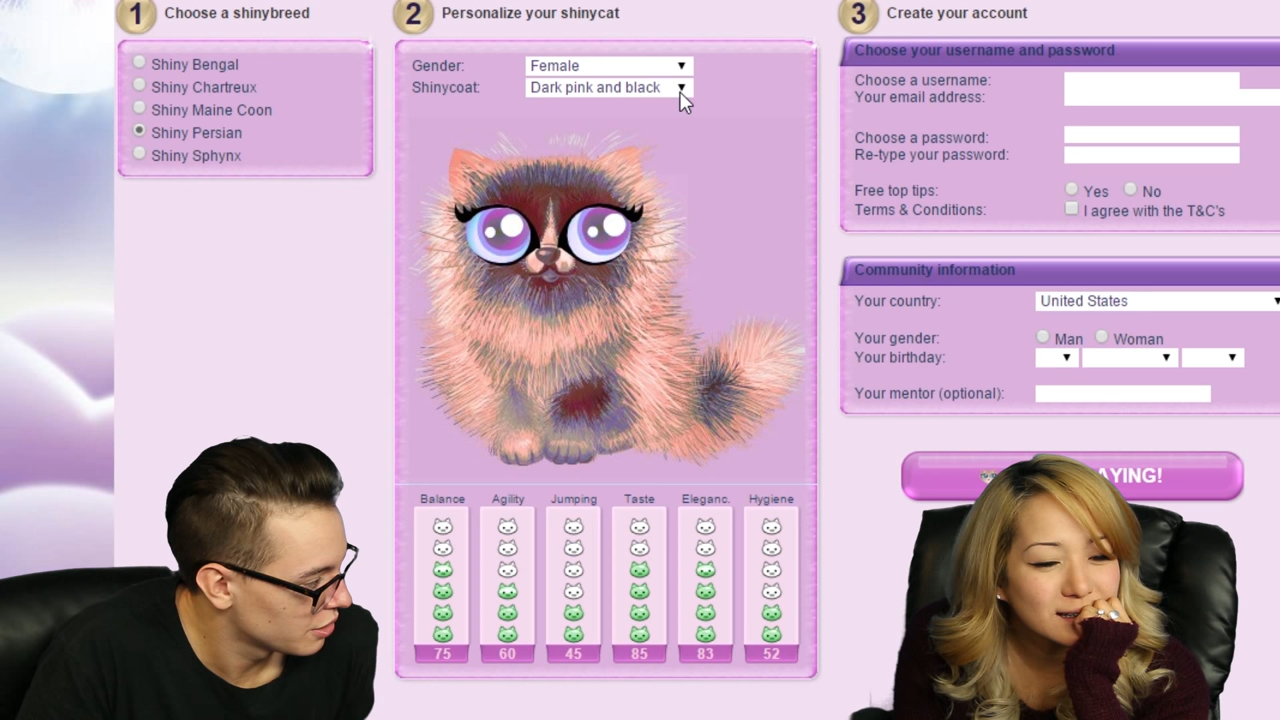 1 Choose a shinybreed
Shiny Bengal
Shiny Chartreux
Shiny Maine Coon
Shiny Persian
Shiny Sphynx
2 Personalize your shinycat
Gender: Female
Shinycoat: Dark pink and black
Balance Agility Jumping Taste Eleganc. Hygiene
75 60 45 85 83 52
3 Create your account
Choose your username and password
Choose a username:
Your email address:
Choose a password:
Re-type your password:
Free top tips: Yes No
Terms & Conditions: I agree with the T&C's
Community information
Your country: United States
Your gender: Man Woman
Your birthday:
Your mentor (optional):
AYING!